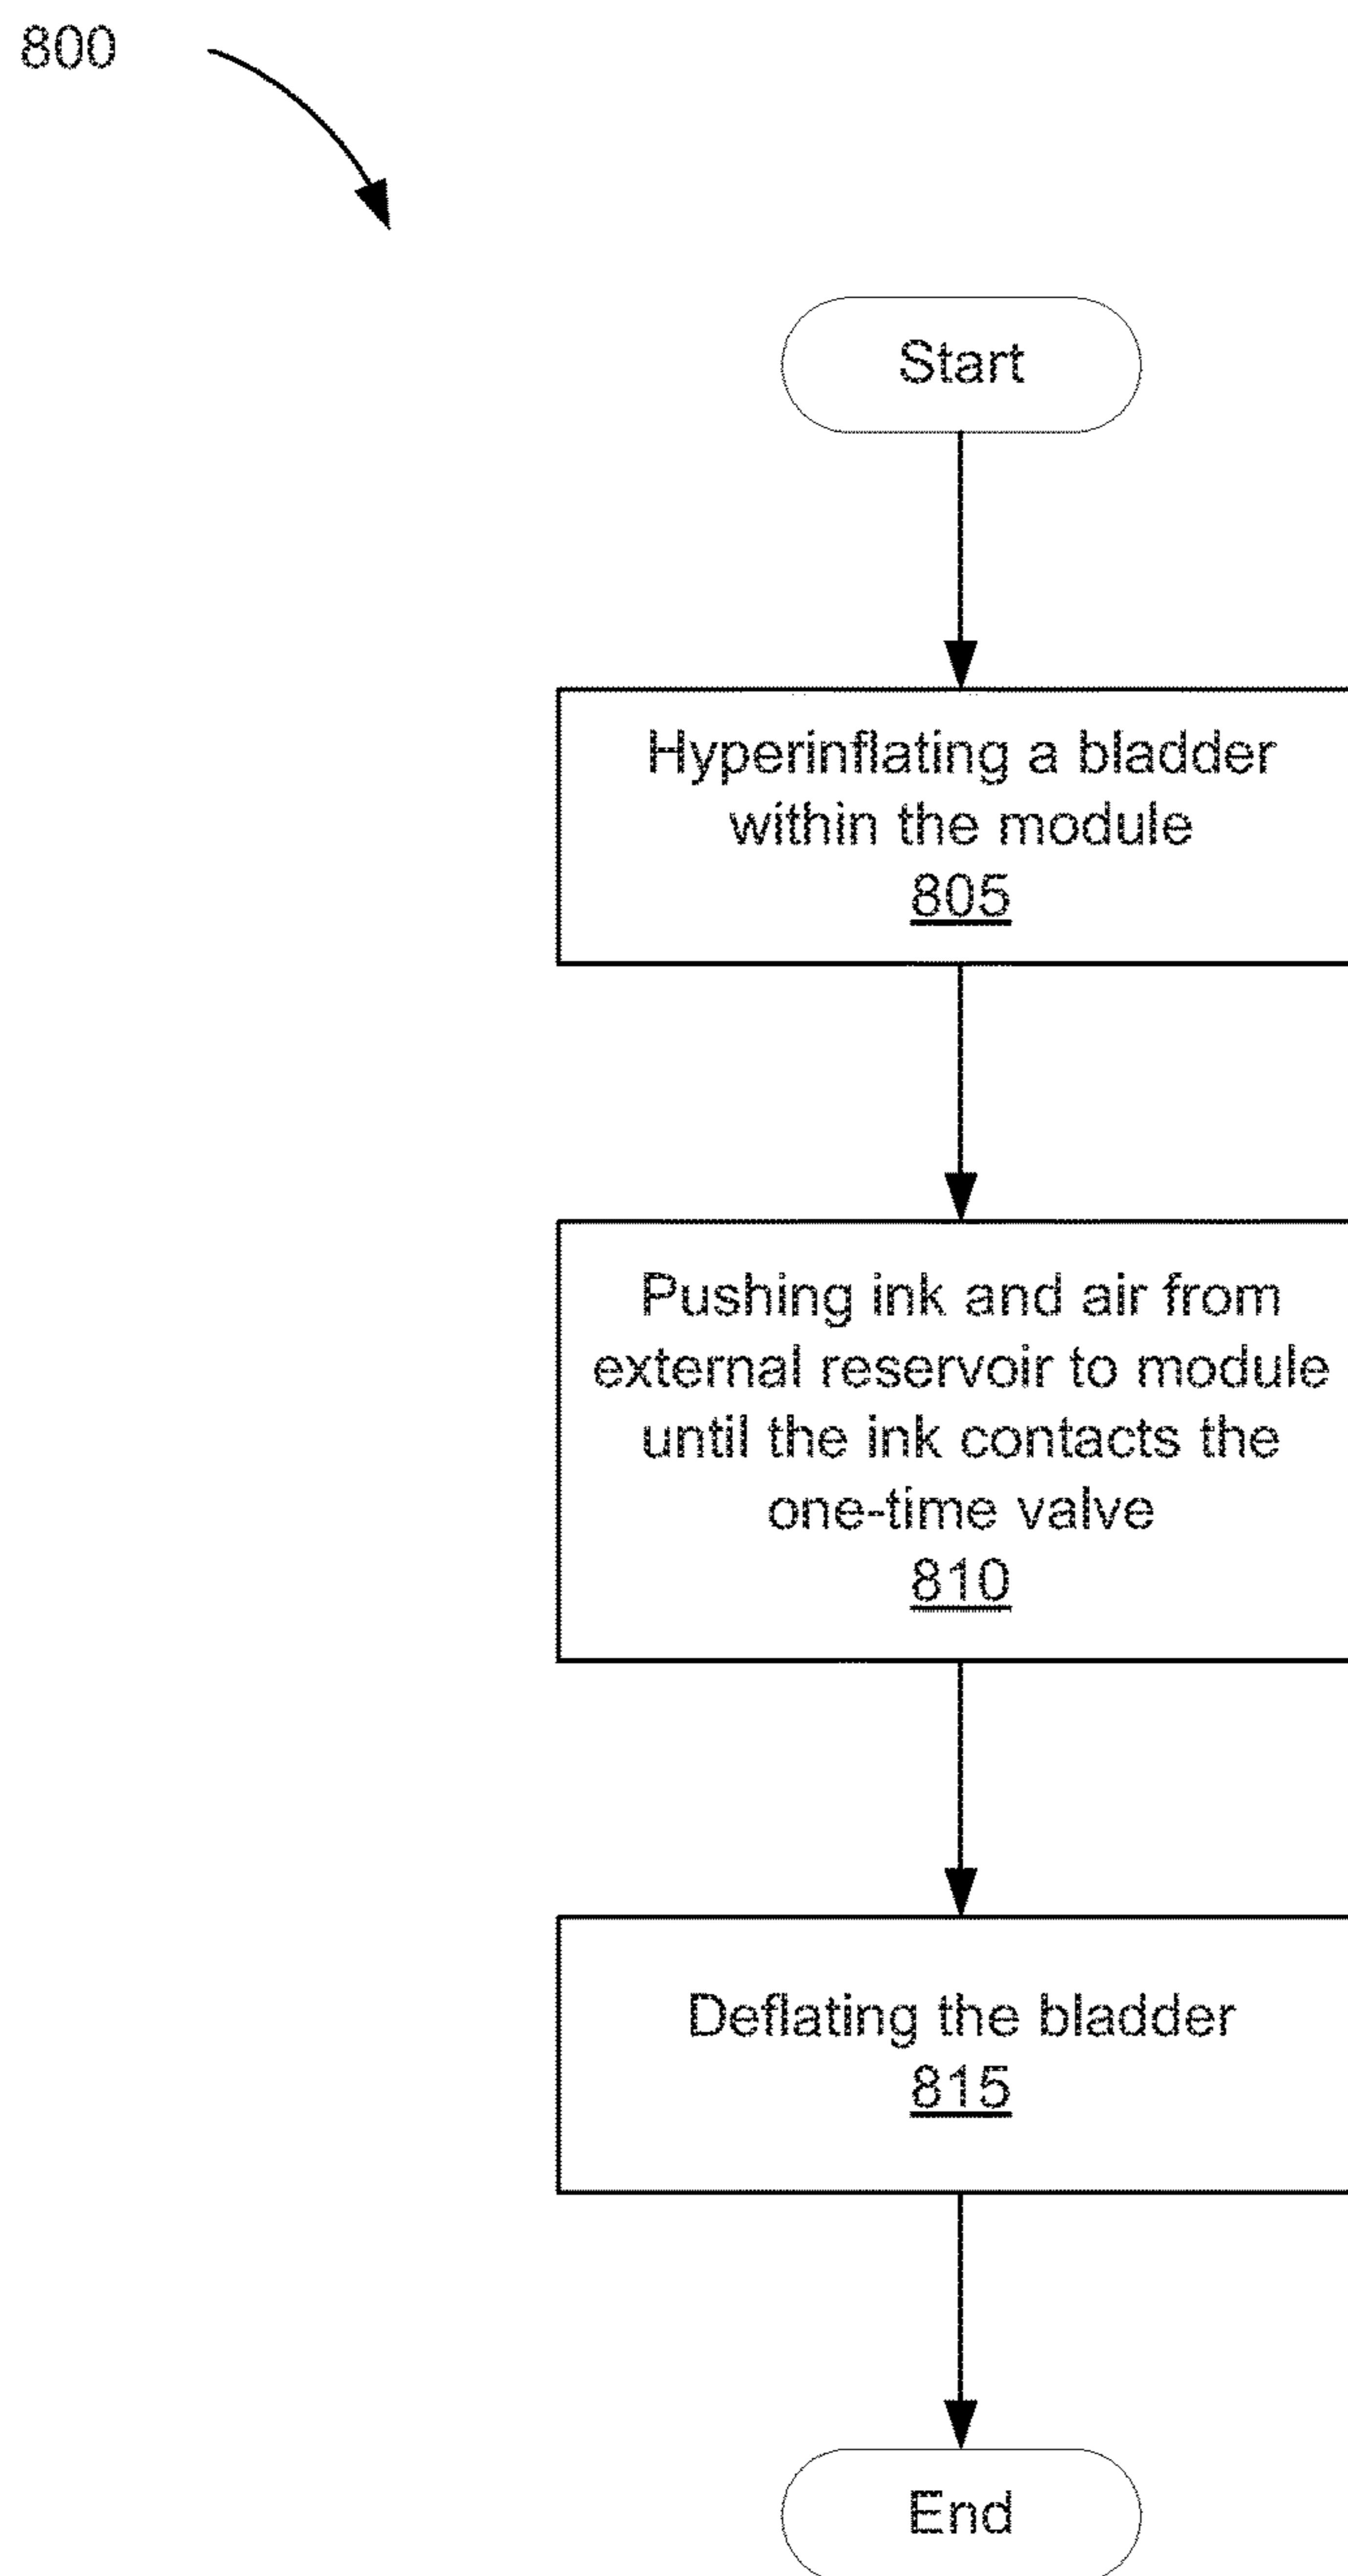 800
Start
Hyperinflating a bladder
within the module
805
Pushing ink and air from
external reservoir to module
until the ink contacts the
one-time valve
810
Deflating the bladder
815
End